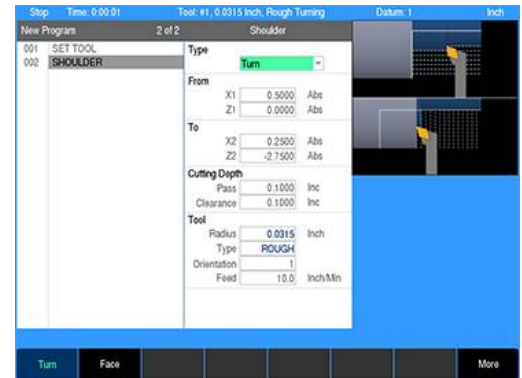 Stop Time: 0:00:01 Tool: #1, 0.0315 Inch, Rough Turning Datum: 1 Inch
New Program 2 of 2 Shoulder
001 SET TOOL
002 SHOULDER
Type
Turn
From
X1 0.5000 Abs
Z1 0.0000 Abs
To
X2 0.2500 Abs
Z2 -2.7500 Abs
Cutting Depth
Pass 0.1000 Inc
Clearance 0.1000 Inc
Tool
Radius 0.0315 Inch
Type ROUGH
Orientation 1
Feed 10.0 Inch/Min
Turn Face More